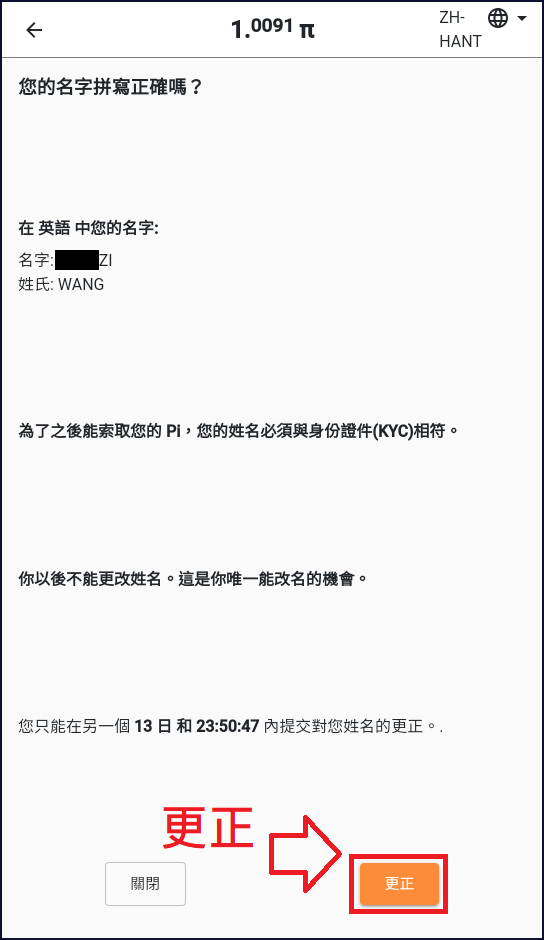 1.0091 π
ZH-
HANT
您的名字拼寫正確嗎？
在 英語 中您的名字:
名字: ZI
姓氏: WANG
為了之後能索取您的 Pi，您的姓名必須與身份證件(KYC)相符。
你以後不能更改姓名。這是你唯一能改名的機會。
您只能在另一個 13 日 和 23:50:47 內提交對您姓名的更正。.
更正
關閉
更正